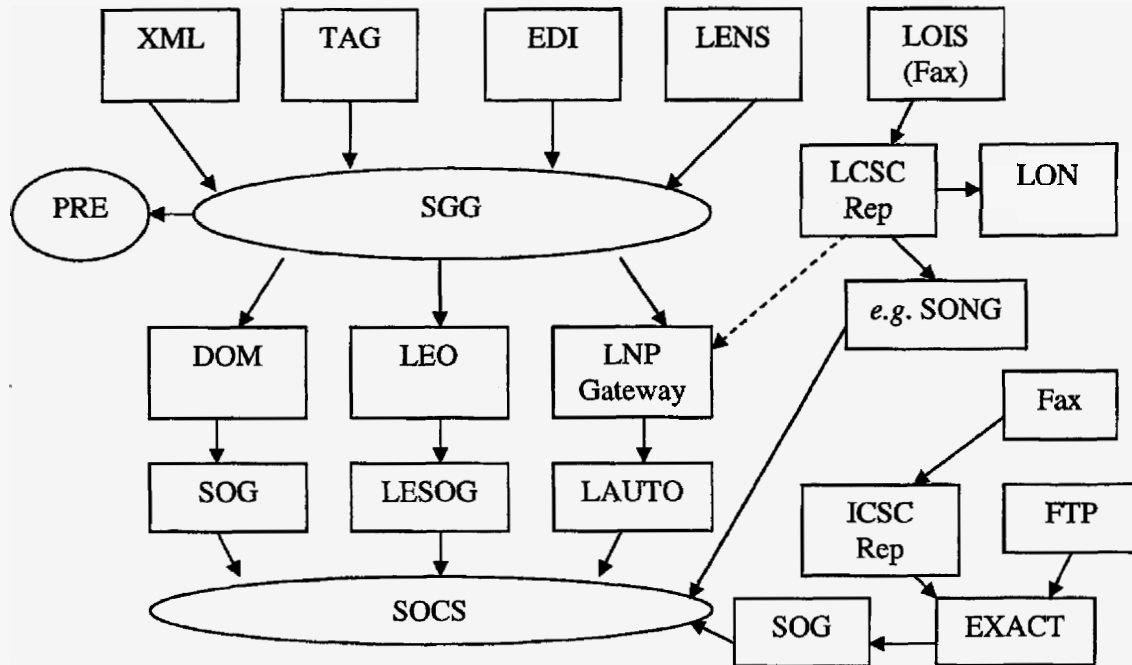 XML
TAG
EDI
LENS
LOIS
(Fax)
PRE
SGG
LCSC
Rep
LON
e.g. SONG
DOM
LEO
LNP
Gateway
Fax
SOG
LESOG
LAUTO
ICSC
Rep
FTP
SOCS
SOG
EXACT